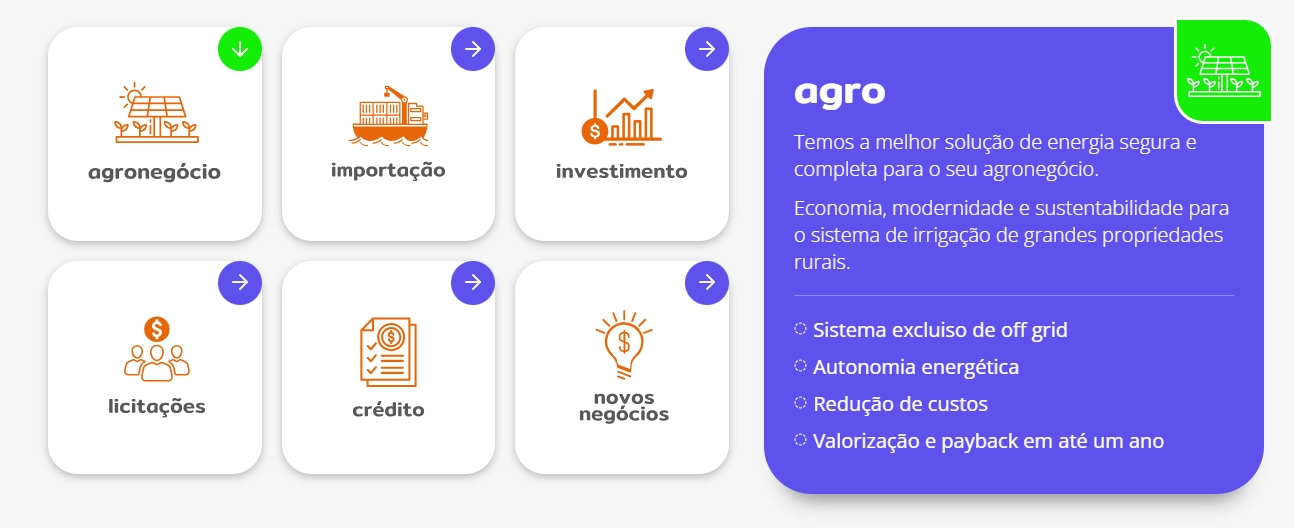 agronegócio
importação
investimento
licitações
crédito
novos
negócios
agro
Temos a melhor solução de energia segura e
completa para o seu agronegócio.
Economia, modernidade e sustentabilidade para
o sistema de irrigação de grandes propriedades
rurais.
Sistema excluiso de off grid
Autonomia energética
Redução de custos
Valorização e payback em até um ano